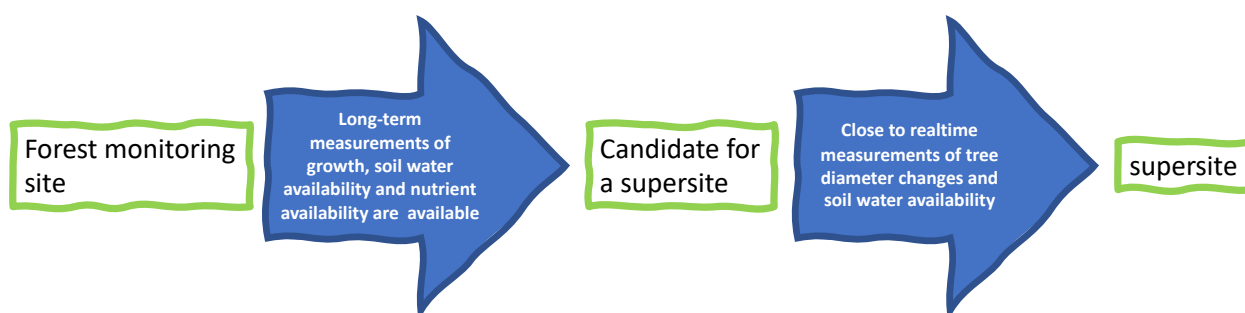 Forest monitoring
site
Long-term
measurements of
growth, soil water
availability and nutrient
availability are available
Candidate for
a supersite
Close to realtime
measurements of tree
diameter changes and
soil water availability
supersite